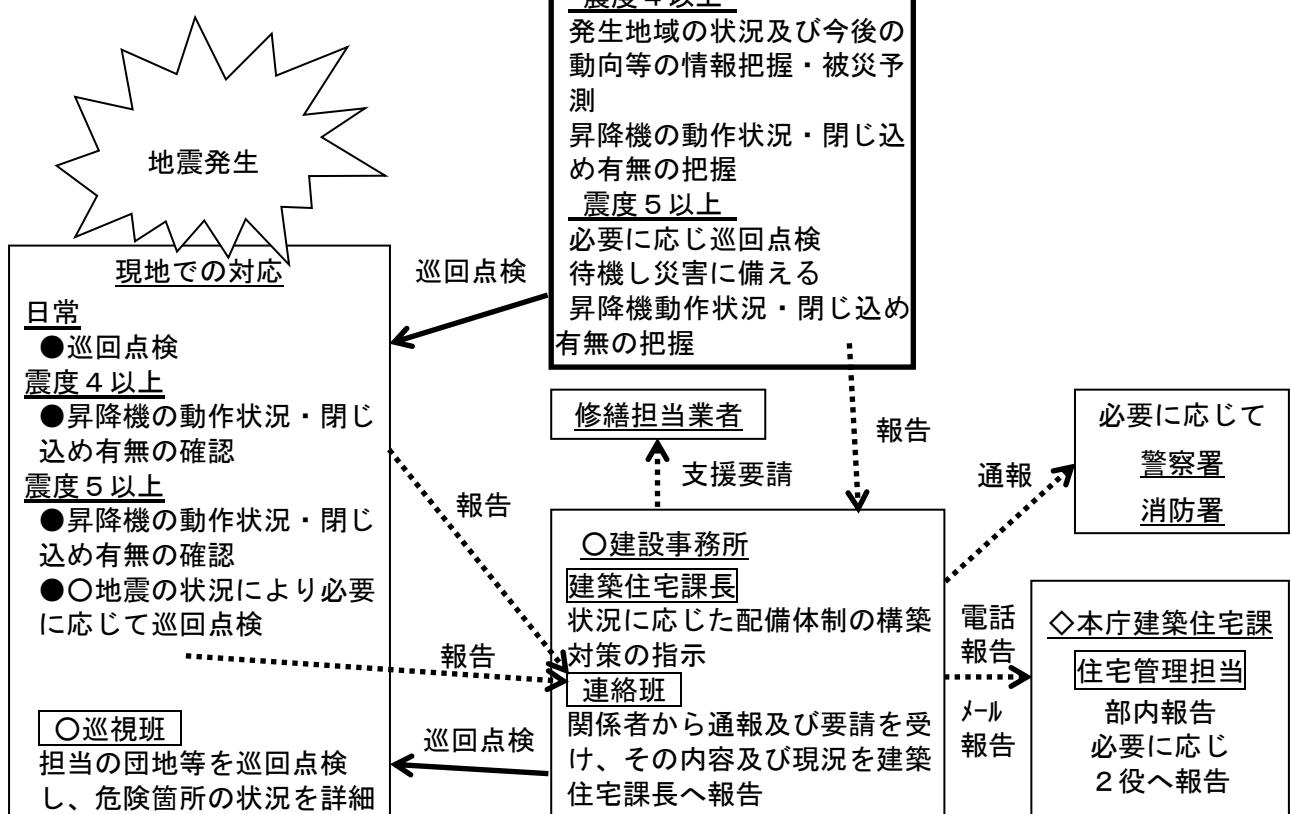 震度４以上
発生地域の状況及び今後の
動向等の情報把握・被災予
測
昇降機の動作状況・閉じ込
め有無の把握
震度５以上
必要に応じ巡回点検
待機し災害に備える
昇降機動作状況・閉じ込め
有無の把握
地震発生
現地での対応
日常
●巡回点検
震度４以上
●昇降機の動作状況・閉じ
込め有無の確認
震度５以上
●昇降機の動作状況・閉じ
込め有無の確認
●〇地震の状況により必要
に応じて巡回点検
〇巡視班
担当の団地等を巡回点検
し、危険箇所の状況を詳細
巡回点検
報告
報告
巡回点検
修繕担当業者
支援要請
報告
〇建設事務所
建築住宅課長
状況に応じた配備体制の構築
対策の指示
連絡班
関係者から通報及び要請を受
け、その内容及び現況を建築
住宅課長へ報告
通報
必要に応じて
警察署
消防署
電話
報告
ﾒｰﾙ
報告
◇本庁建築住宅課
住宅管理担当
部内報告
必要に応じ
２役へ報告